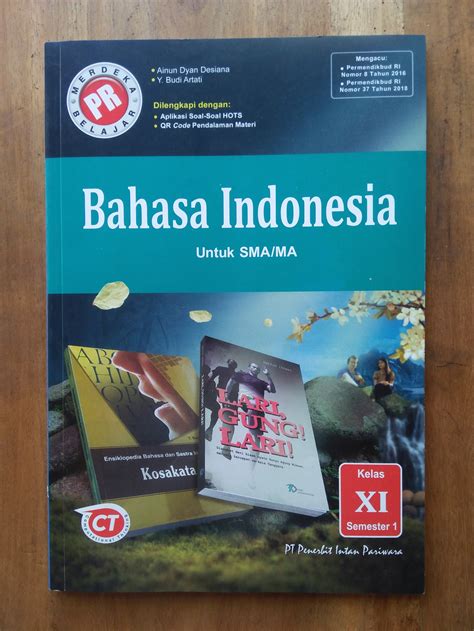 MERDEKA
PR
BELAJAR
• Ainun Dyan Desiana
• Y. Budi Artati
Dilengkapi dengan:
• Aplikasi Soal-Soal HOTS
• QR Code Pendalaman Materi
Mengacu:
• Permendikbud RI
Nomor 8 Tahun 2016
• Permendikbud RI
Nomor 37 Tahun 2018
Bahasa Indonesia
Untuk SMA/MA
Ensiklopedia Bahasa dan Sastra
Kosakata
LARI,
GUNG!
LARI!
CT
Kelas
XI
Semester 1
PT Penerbit Intan Pariwara